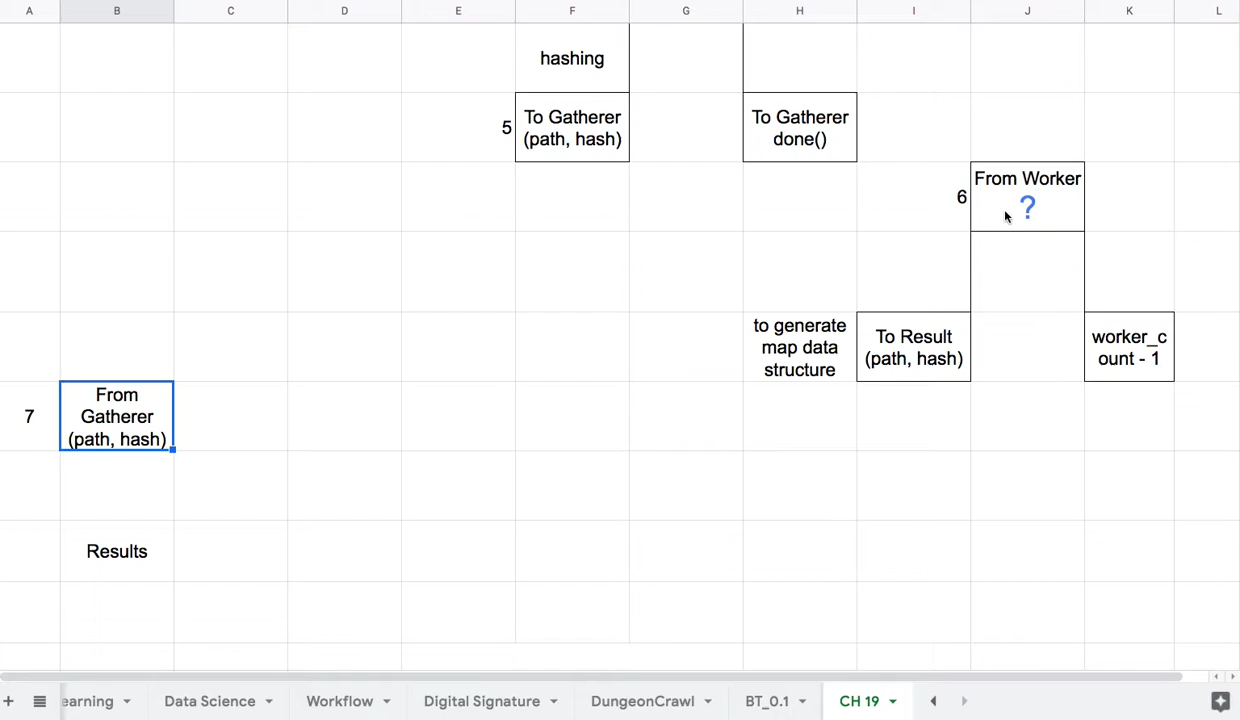 A B C D E F G H I J K L
hashing
5
To Gatherer
(path, hash)
To Gatherer
done()
6
From Worker
?
to generate
map data
structure
To Result
(path, hash)
worker_c
ount - 1
7
From
Gatherer
(path, hash)
Results
+ earning Data Science Workflow Digital Signature DungeonCrawl BT_0.1 CH 19